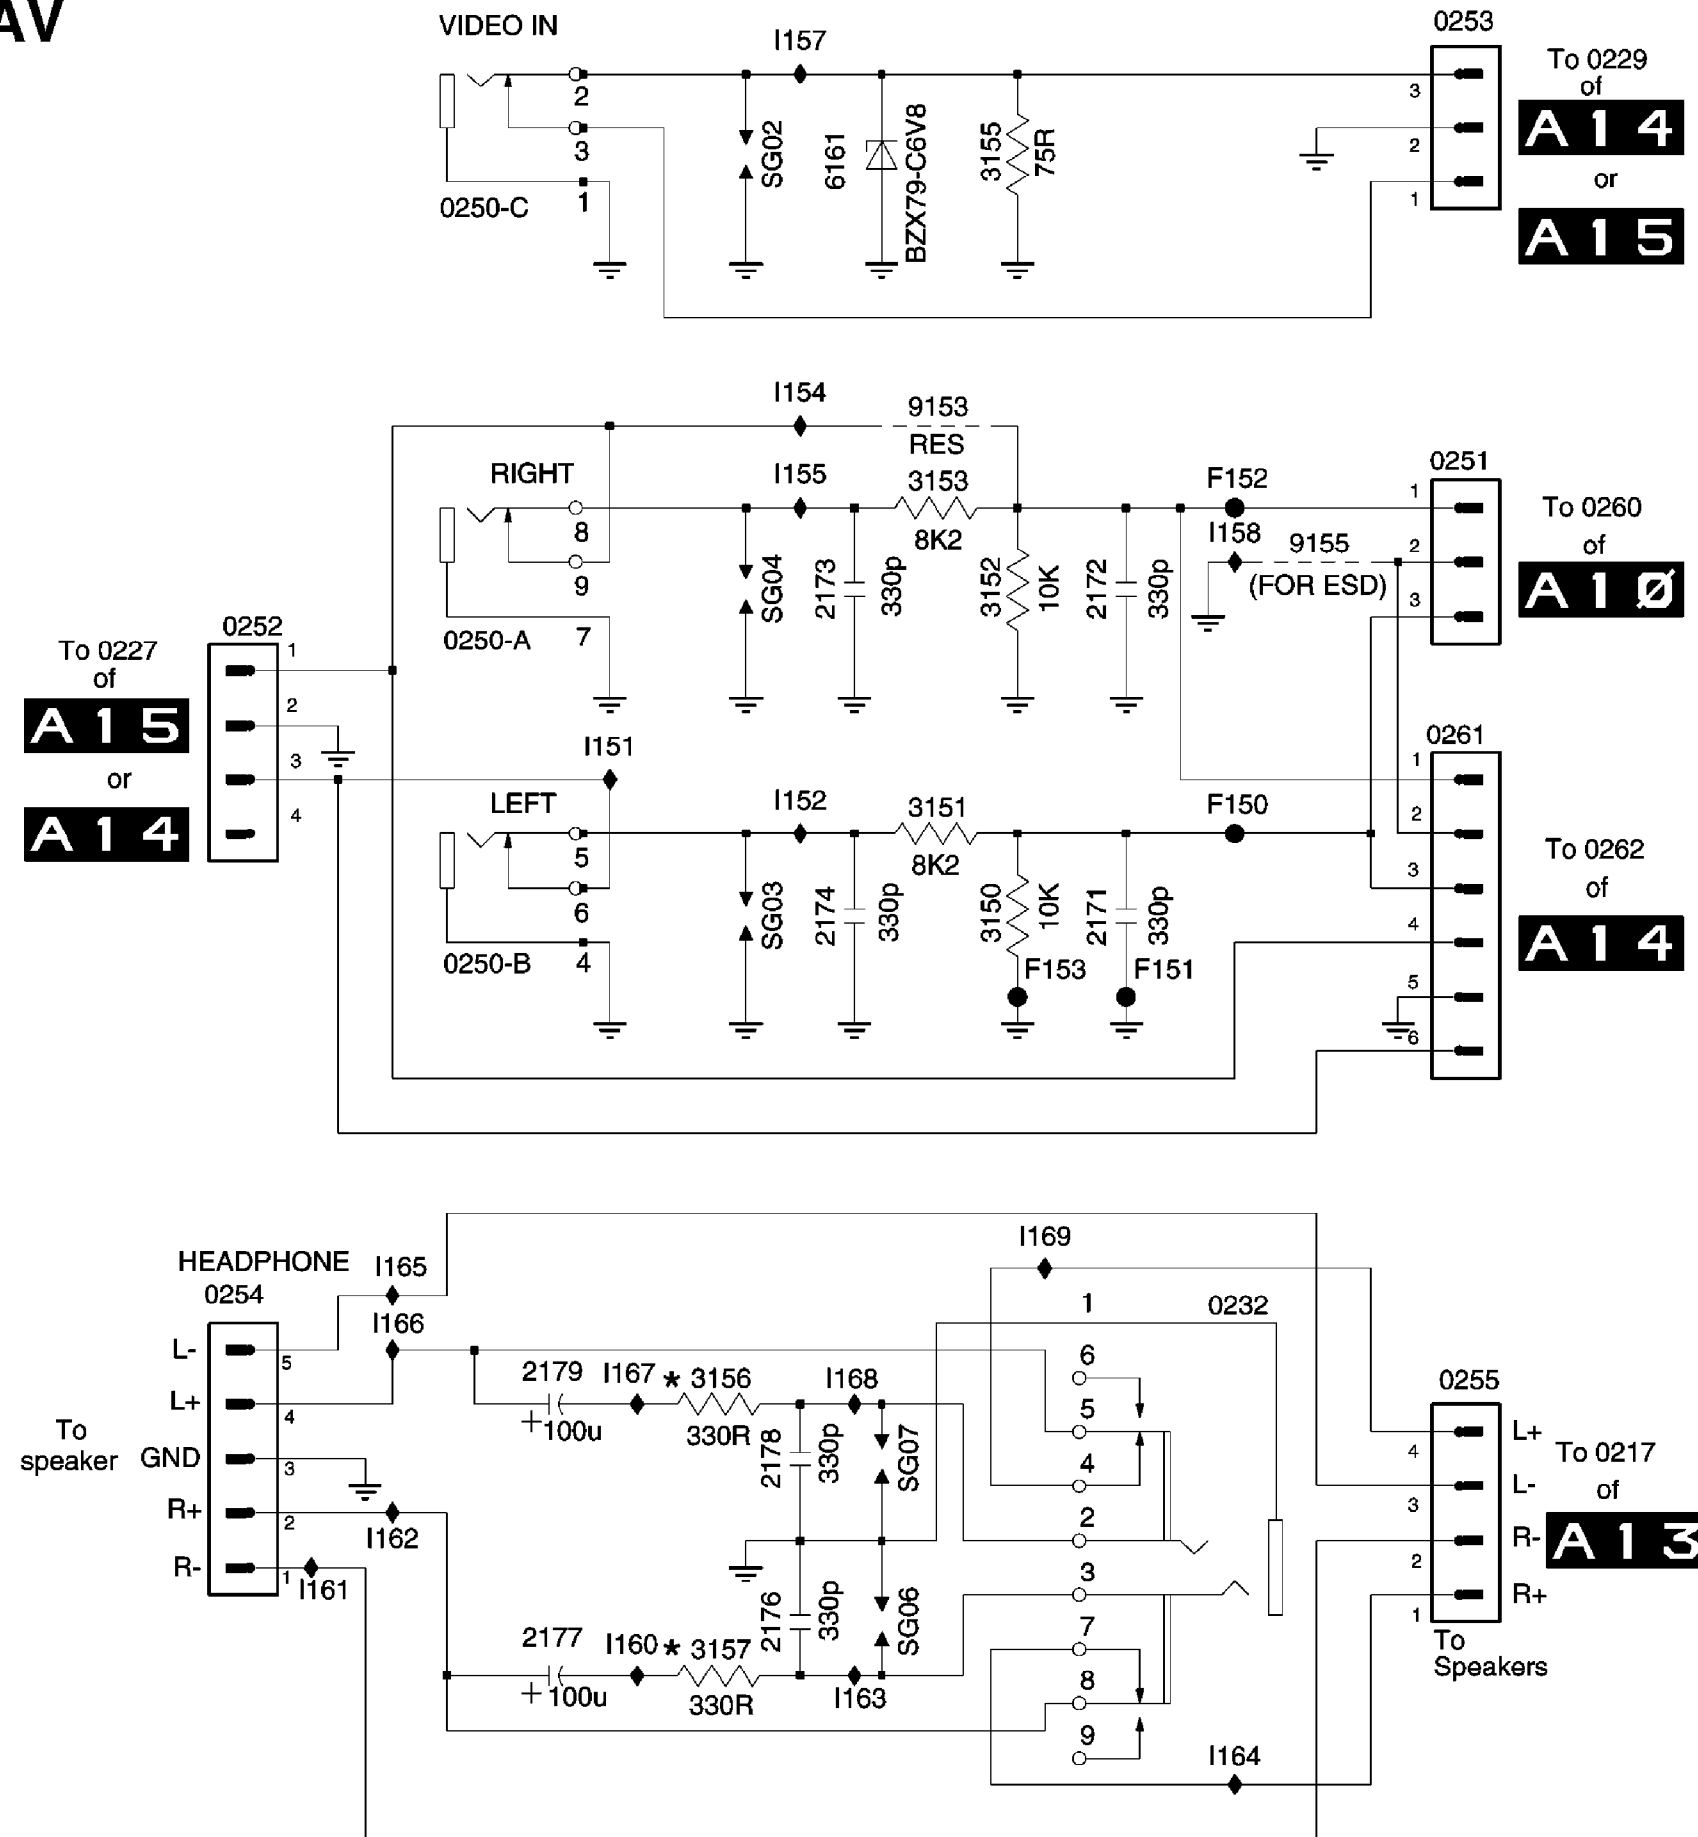 AV
VIDEO IN
I157
0253
To 0229
of
A14
or
A15
2
3
1
0250-C
SG02
6161
BZX79-C6V8
3155
75R
3
2
1
I154
9153
RES
RIGHT
I155
3153
8K2
F152
I158
9155
(FOR ESD)
0251
1
2
3
To 0260
of
A10
8
9
7
0250-A
SG04
2173
330p
3152
10K
2172
330p
0252
To 0227
of
A15
or
A14
1
2
3
4
I151
LEFT
I152
3151
8K2
F150
0261
1
2
3
4
5
6
To 0262
of
A14
5
6
4
0250-B
SG03
2174
330p
3150
10K
F153
2171
330p
F151
HEADPHONE
0254
I165
I166
L-
L+
GND
R+
R-
5
4
3
2
1
To
speaker
I162
I161
2179
+100u
I167
* 3156
330R
2178
330p
I168
SG07
2177
+100u
I160
* 3157
330R
2176
330p
I163
SG06
I169
0232
1
6
5
4
2
3
7
8
9
I164
0255
L+
L-
R-
R+
4
3
2
1
To 0217
of
A13
To
Speakers